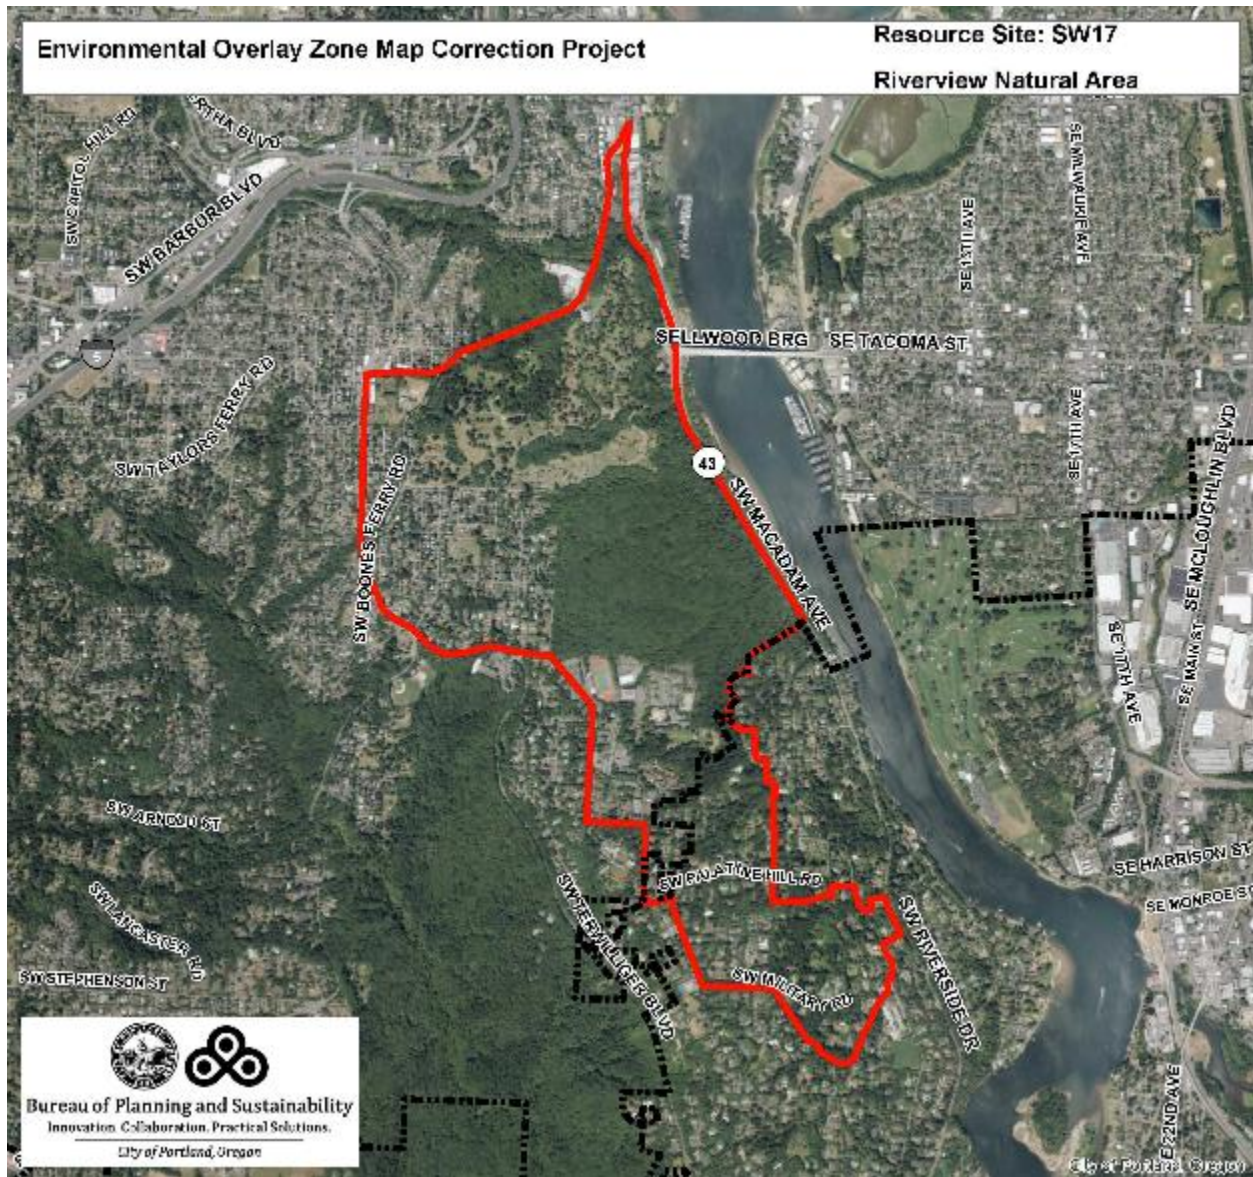 Environmental Overlay Zone Map Correction Project
Resource Site: SW17
Riverview Natural Area
SW CAPITOL HILL RD
SW BARBUR BLVD
SE MILWAUKIE AVE
SE 13TH AVE
5
SELLWOOD BRG
SE TACOMA ST
SW TAYLORS FERRY RD
SE 17TH AVE
43
SW BOONES FERRY RD
SW MACADAM AVE
SE MCLOUGHLIN BLVD
SE MAIN ST
SE 17TH AVE
SW ARNOLD ST
SW PALATINE HILL RD
SE HARRISON ST
SE MONROE ST
SW LANCASTER RD
SW TERWILLIGER BLVD
SW RIVERSIDE DR
SW STEPHENSON ST
SW MILITARY RD
Bureau of Planning and Sustainability
Innovation. Collaboration. Practical Solutions.
City of Portland, Oregon
E 22ND AVE
City of Portland, Oregon